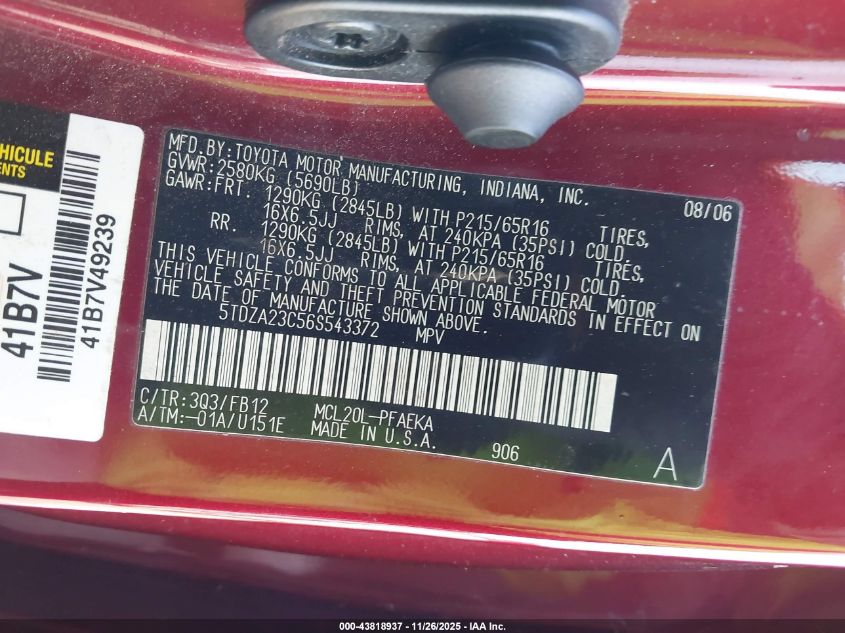 HICULE
ENTS
41B7V
41B7V49239
MFD.BY:TOYOTA MOTOR MANUFACTURING, INDIANA, INC. 08/06
GVWR:2580KG (5690LB)
GAWR:FRT. 1290KG (2845LB) WITH P215/65R16 TIRES,
16X6.5JJ RIMS, AT 240KPA (35PSI) COLD.
RR. 1290KG (2845LB) WITH P215/65R16 TIRES,
16X6.5JJ RIMS, AT 240KPA (35PSI) COLD.
THIS VEHICLE CONFORMS TO ALL APPLICABLE FEDERAL MOTOR
VEHICLE SAFETY AND THEFT PREVENTION STANDARDS IN EFFECT ON
THE DATE OF MANUFACTURE SHOWN ABOVE.
5TDZA23C56S543372 MPV
C/TR:3Q3/FB12 MCL20L-PFAEKA
A/TM:-01A/U151E MADE IN U.S.A.
906 A
000-43818937 - 11/26/2025 - IAA Inc.